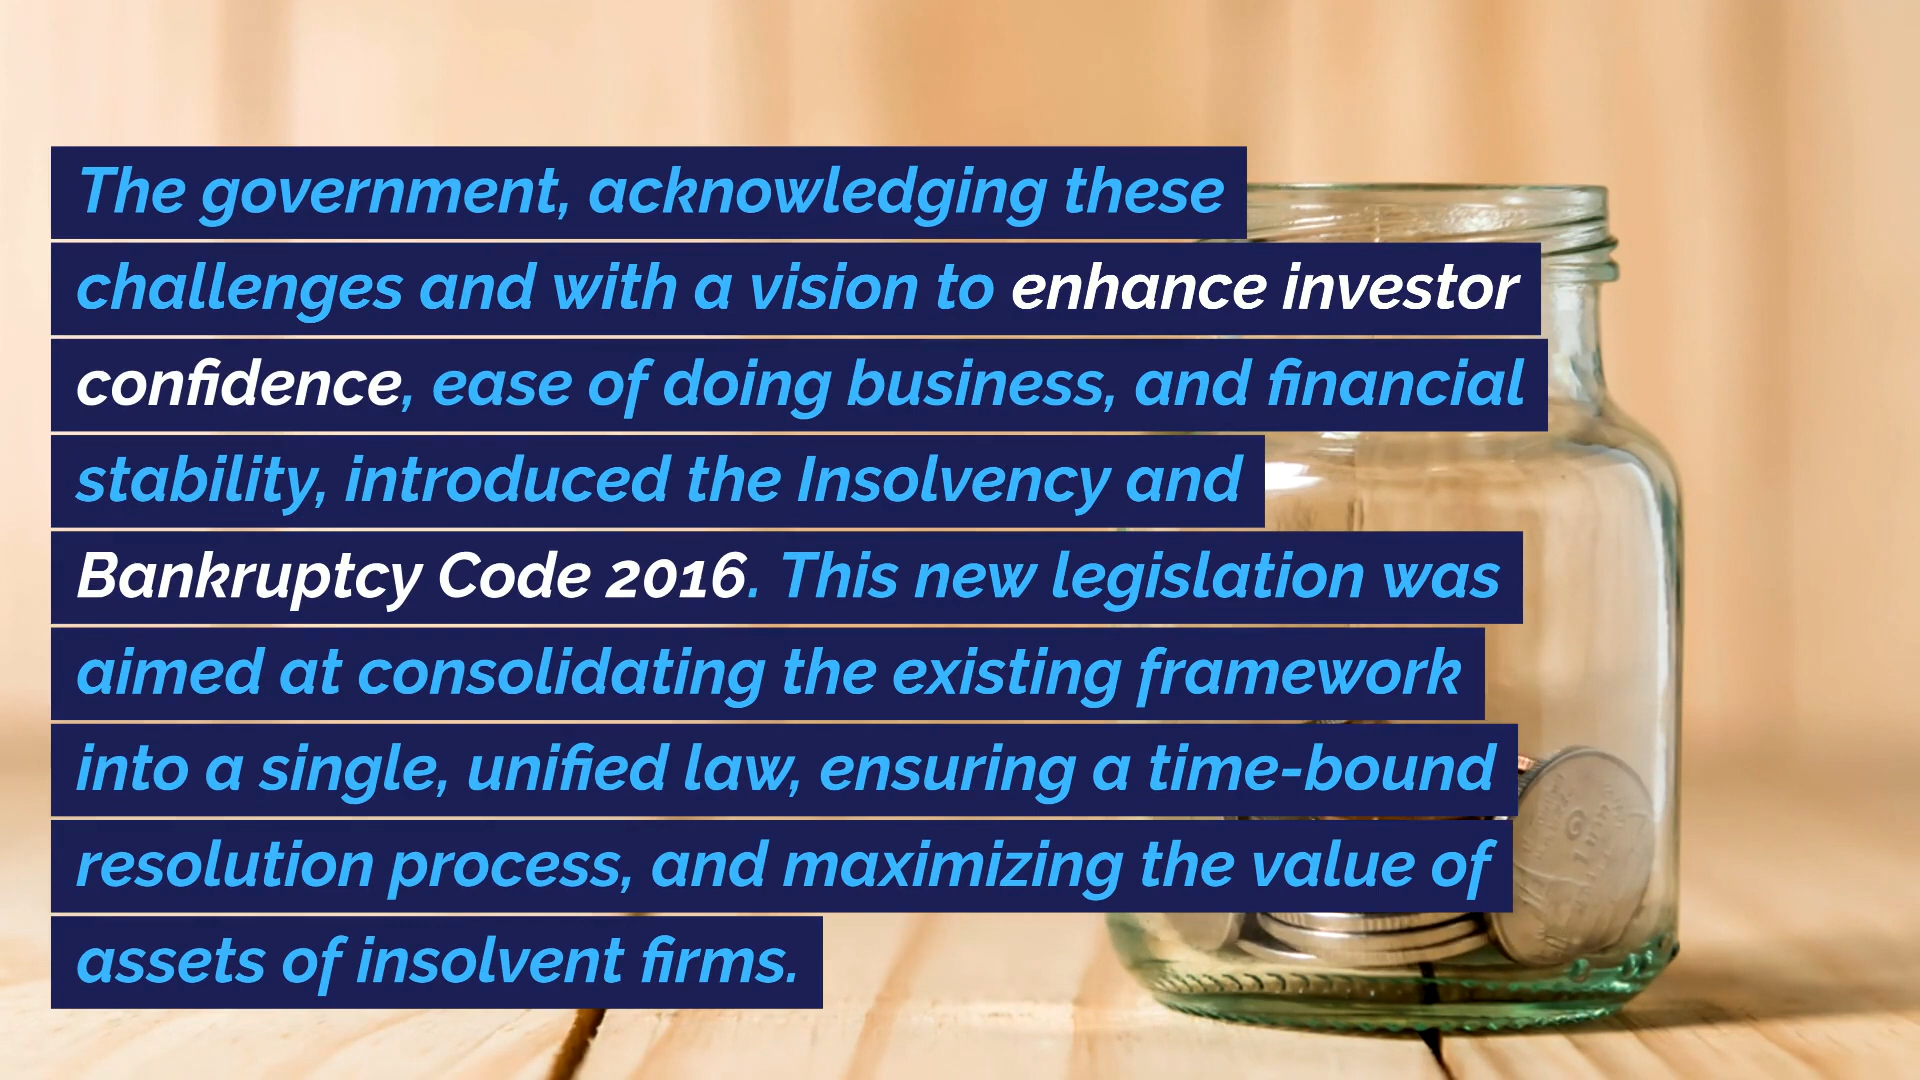 The government, acknowledging these
challenges and with a vision to enhance investor
confidence, ease of doing business, and financial
stability, introduced the Insolvency and
Bankruptcy Code 2016. This new legislation was
aimed at consolidating the existing framework
into a single, unified law, ensuring a time-bound
resolution process, and maximizing the value of
assets of insolvent firms.